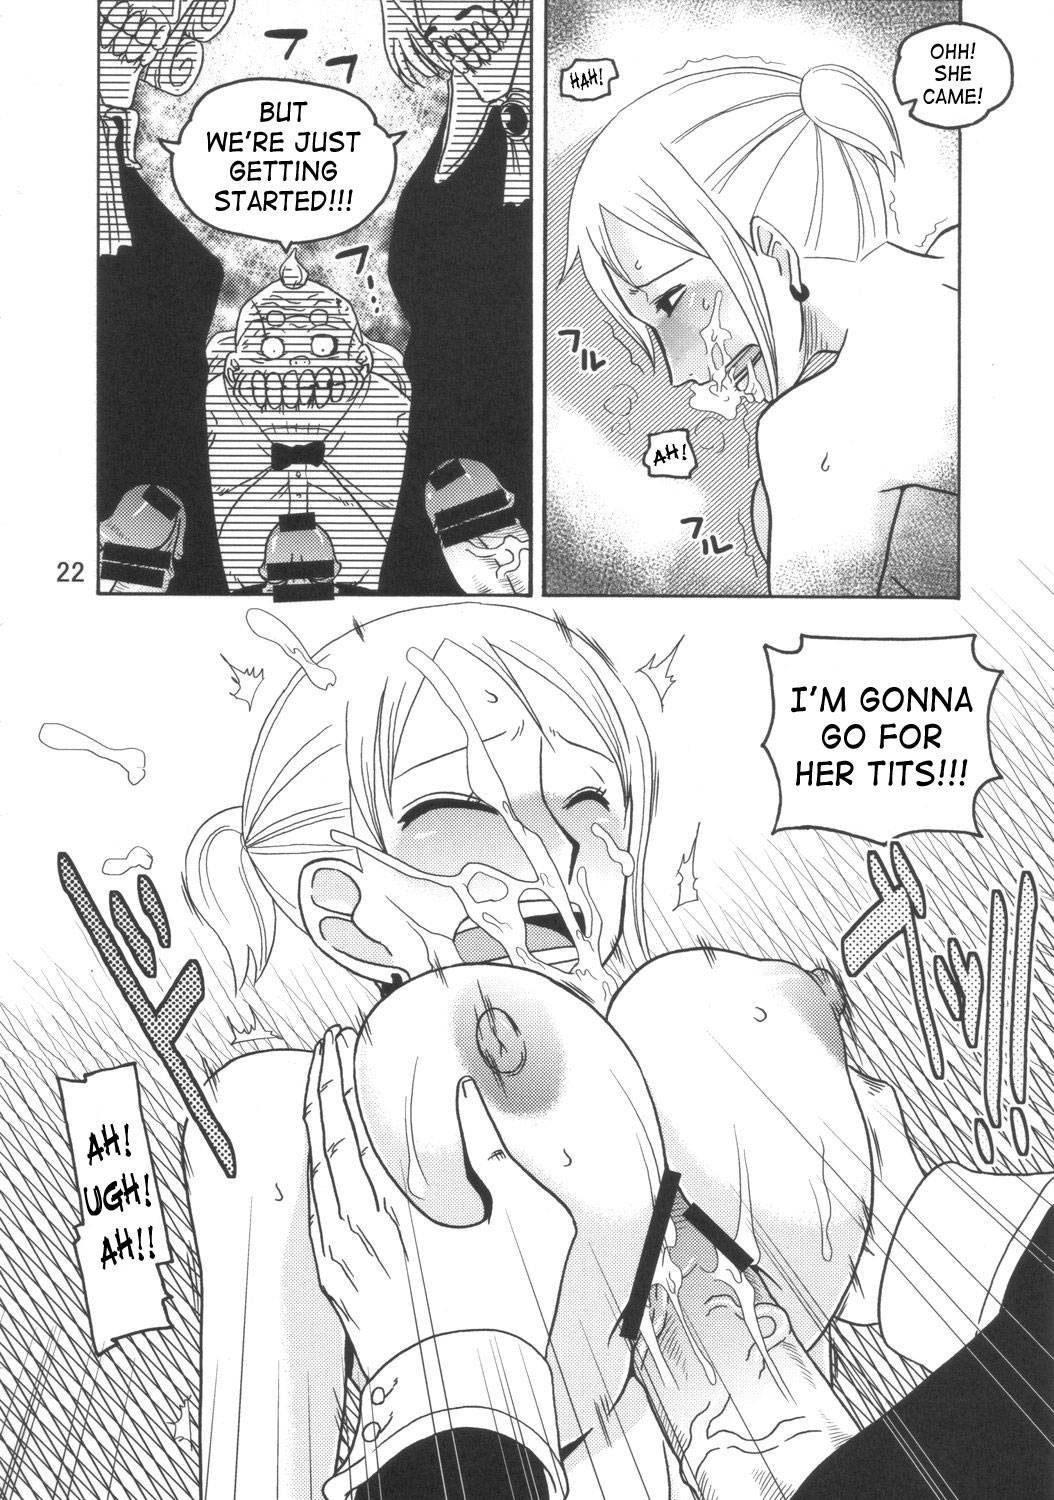 OHH!
SHE
CAME!
HAH!
フル
AH!
フル
BUT
WE'RE JUST
GETTING
STARTED!!!
22
I'M GONNA
GO FOR
HER TITS!!!
AH!
UGH!
AH!!